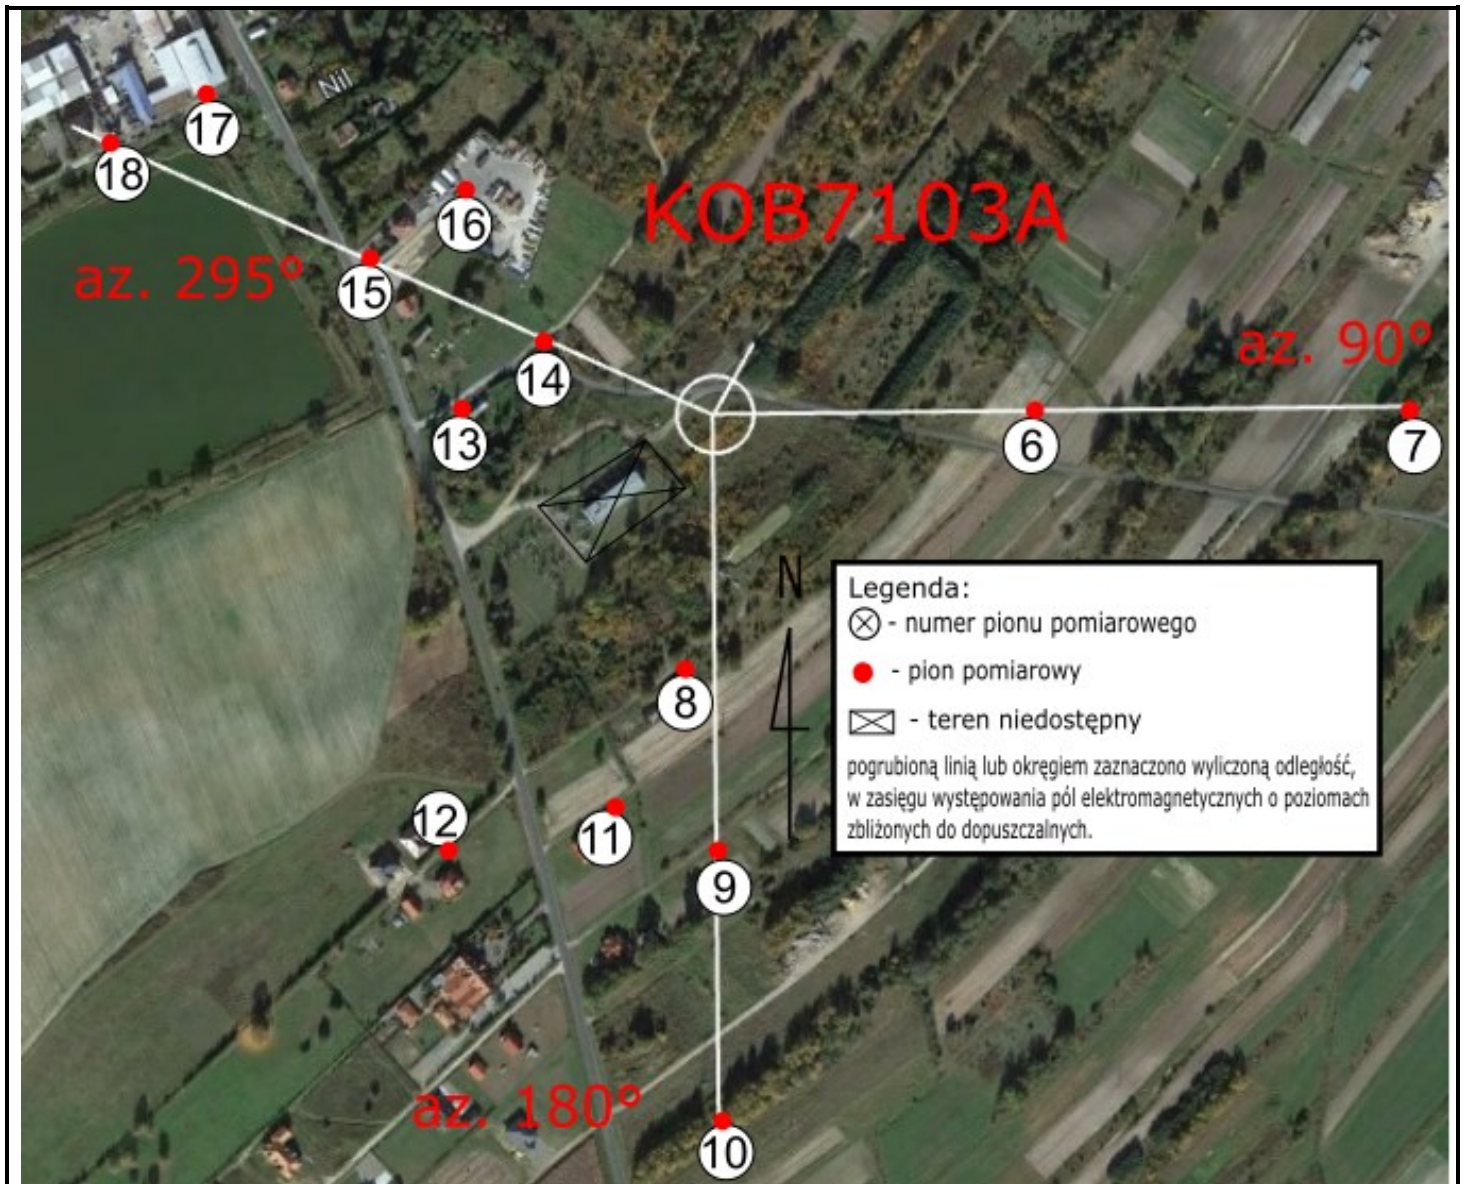 Nil
17
18
16
KOB7103A
az. 295°
15
az. 90°
14
13
6
7
N
Legenda:
- numer pionu pomiarowego
- pion pomiarowy
- teren niedostępny
pogrubioną linią lub okręgiem zaznaczono wyliczoną odległość,
w zasięgu występowania pól elektromagnetycznych o poziomach
zbliżonych do dopuszczalnych.
8
12
11
9
az. 180°
10